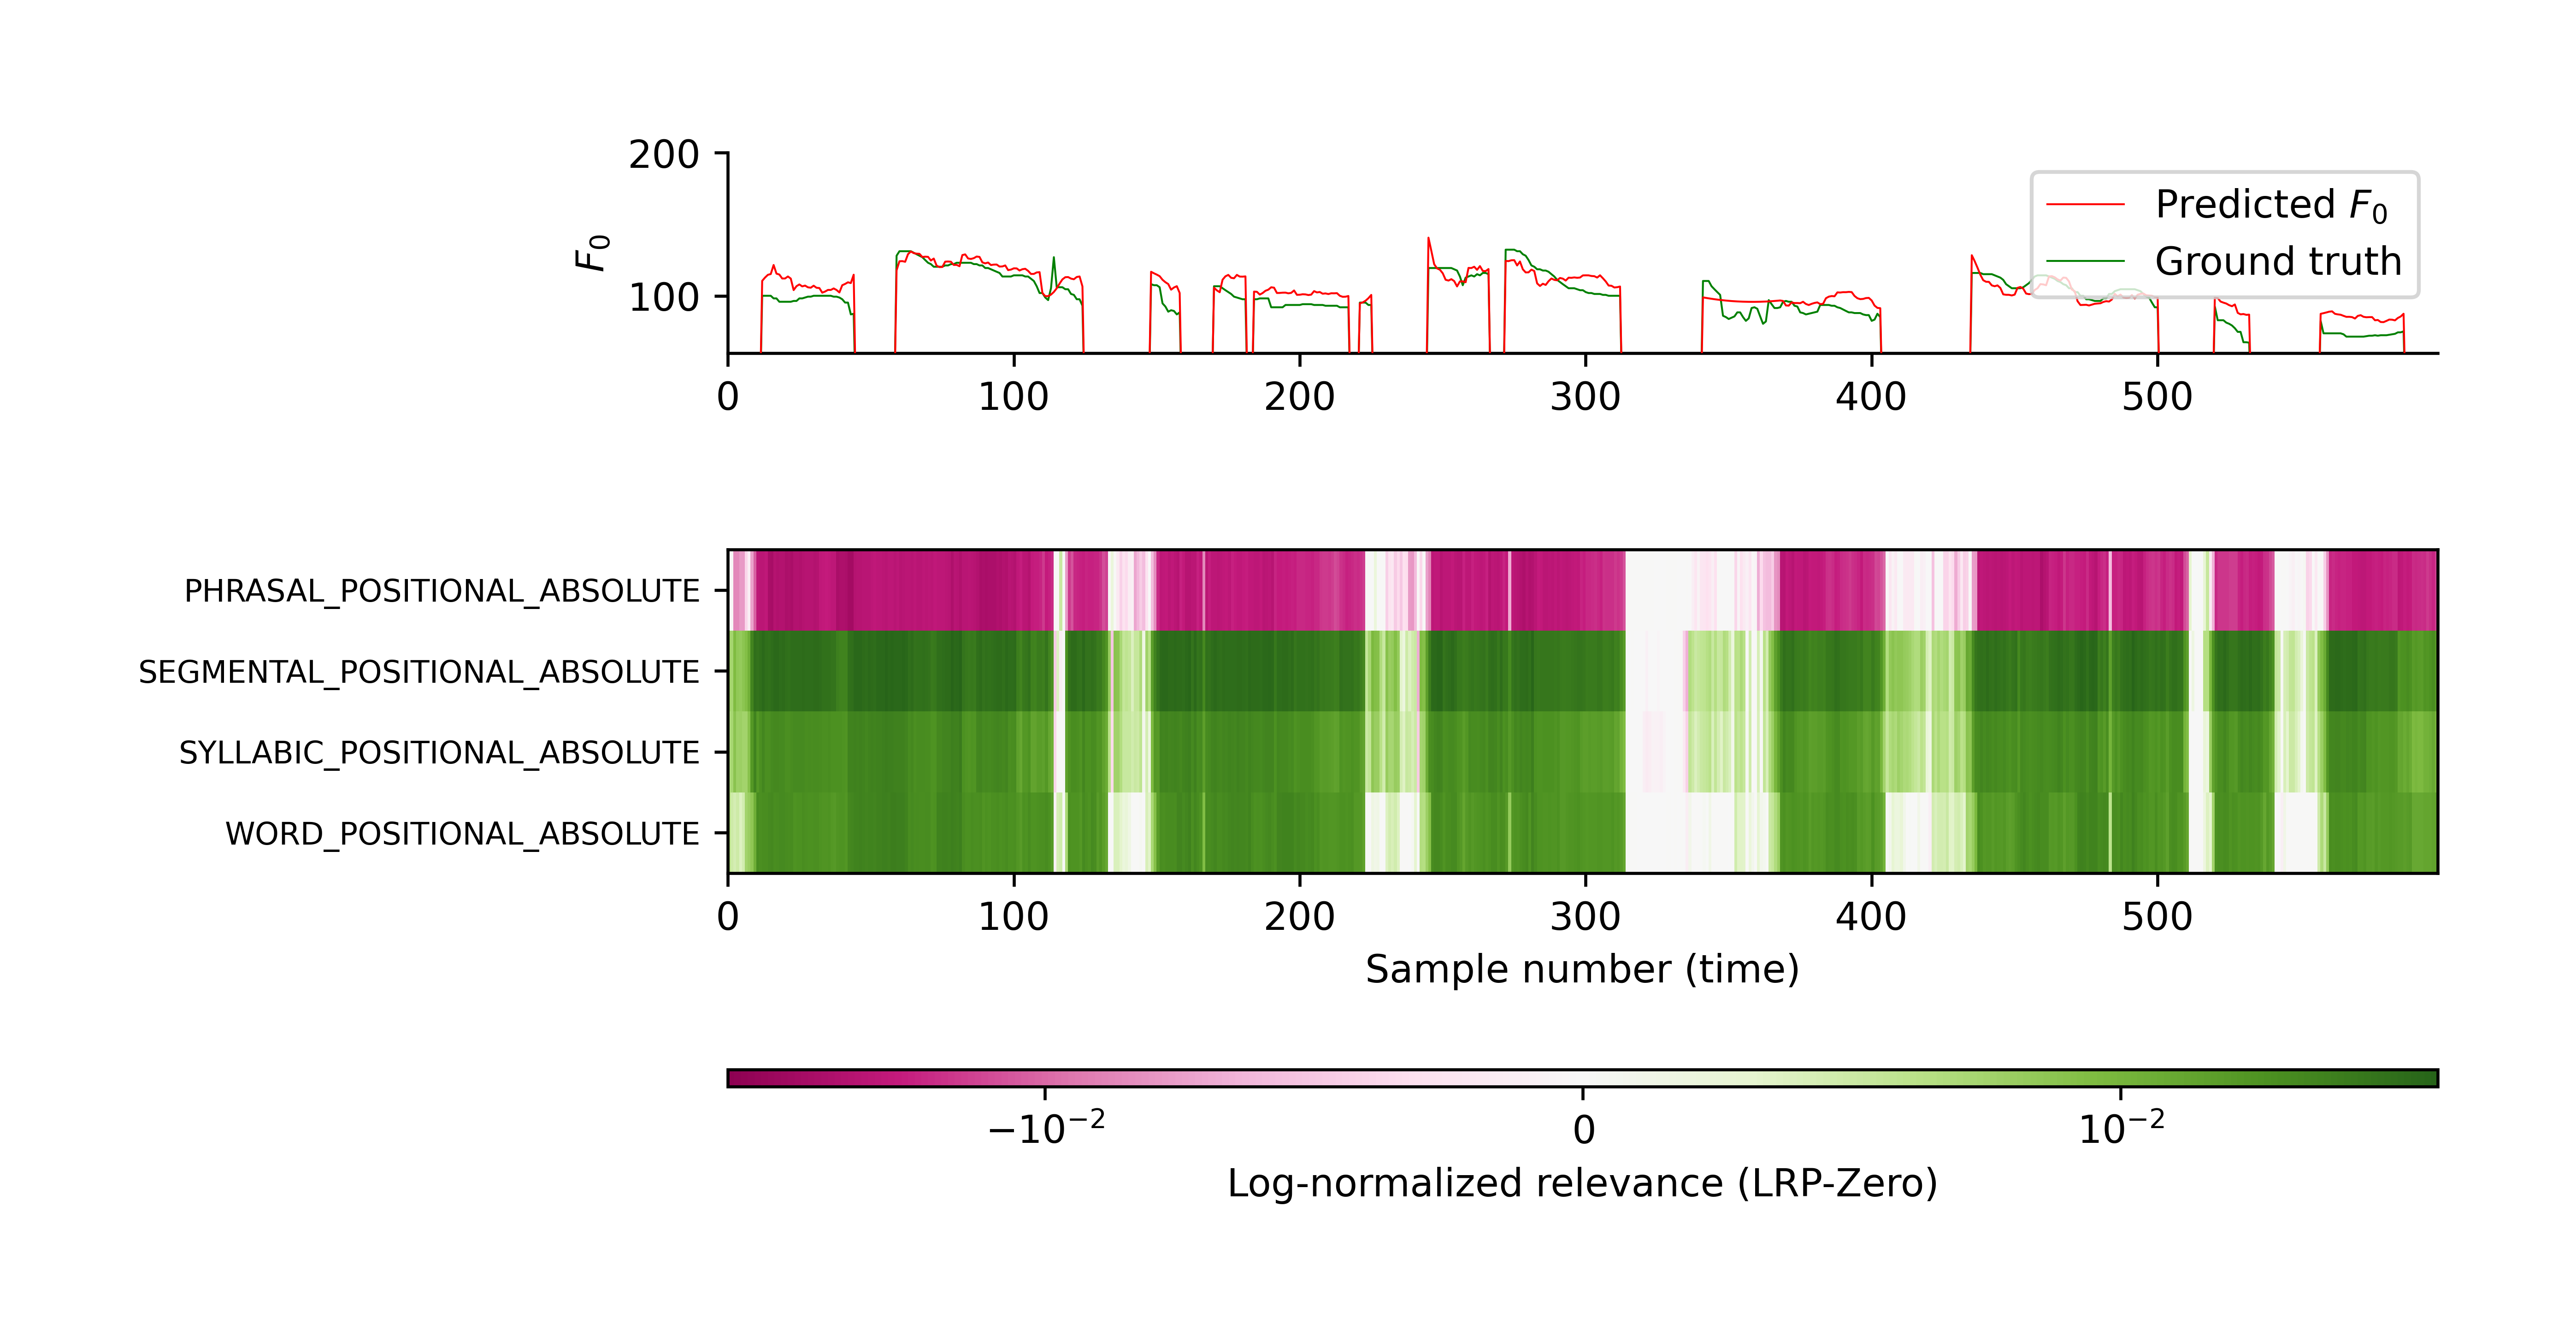 200
100
F₀
Predicted F₀
Ground truth
0 100 200 300 400 500
PHRASAL_POSITIONAL_ABSOLUTE
SEGMENTAL_POSITIONAL_ABSOLUTE
SYLLABIC_POSITIONAL_ABSOLUTE
WORD_POSITIONAL_ABSOLUTE
0 100 200 300 400 500
Sample number (time)
−10⁻² 0 10⁻²
Log-normalized relevance (LRP-Zero)